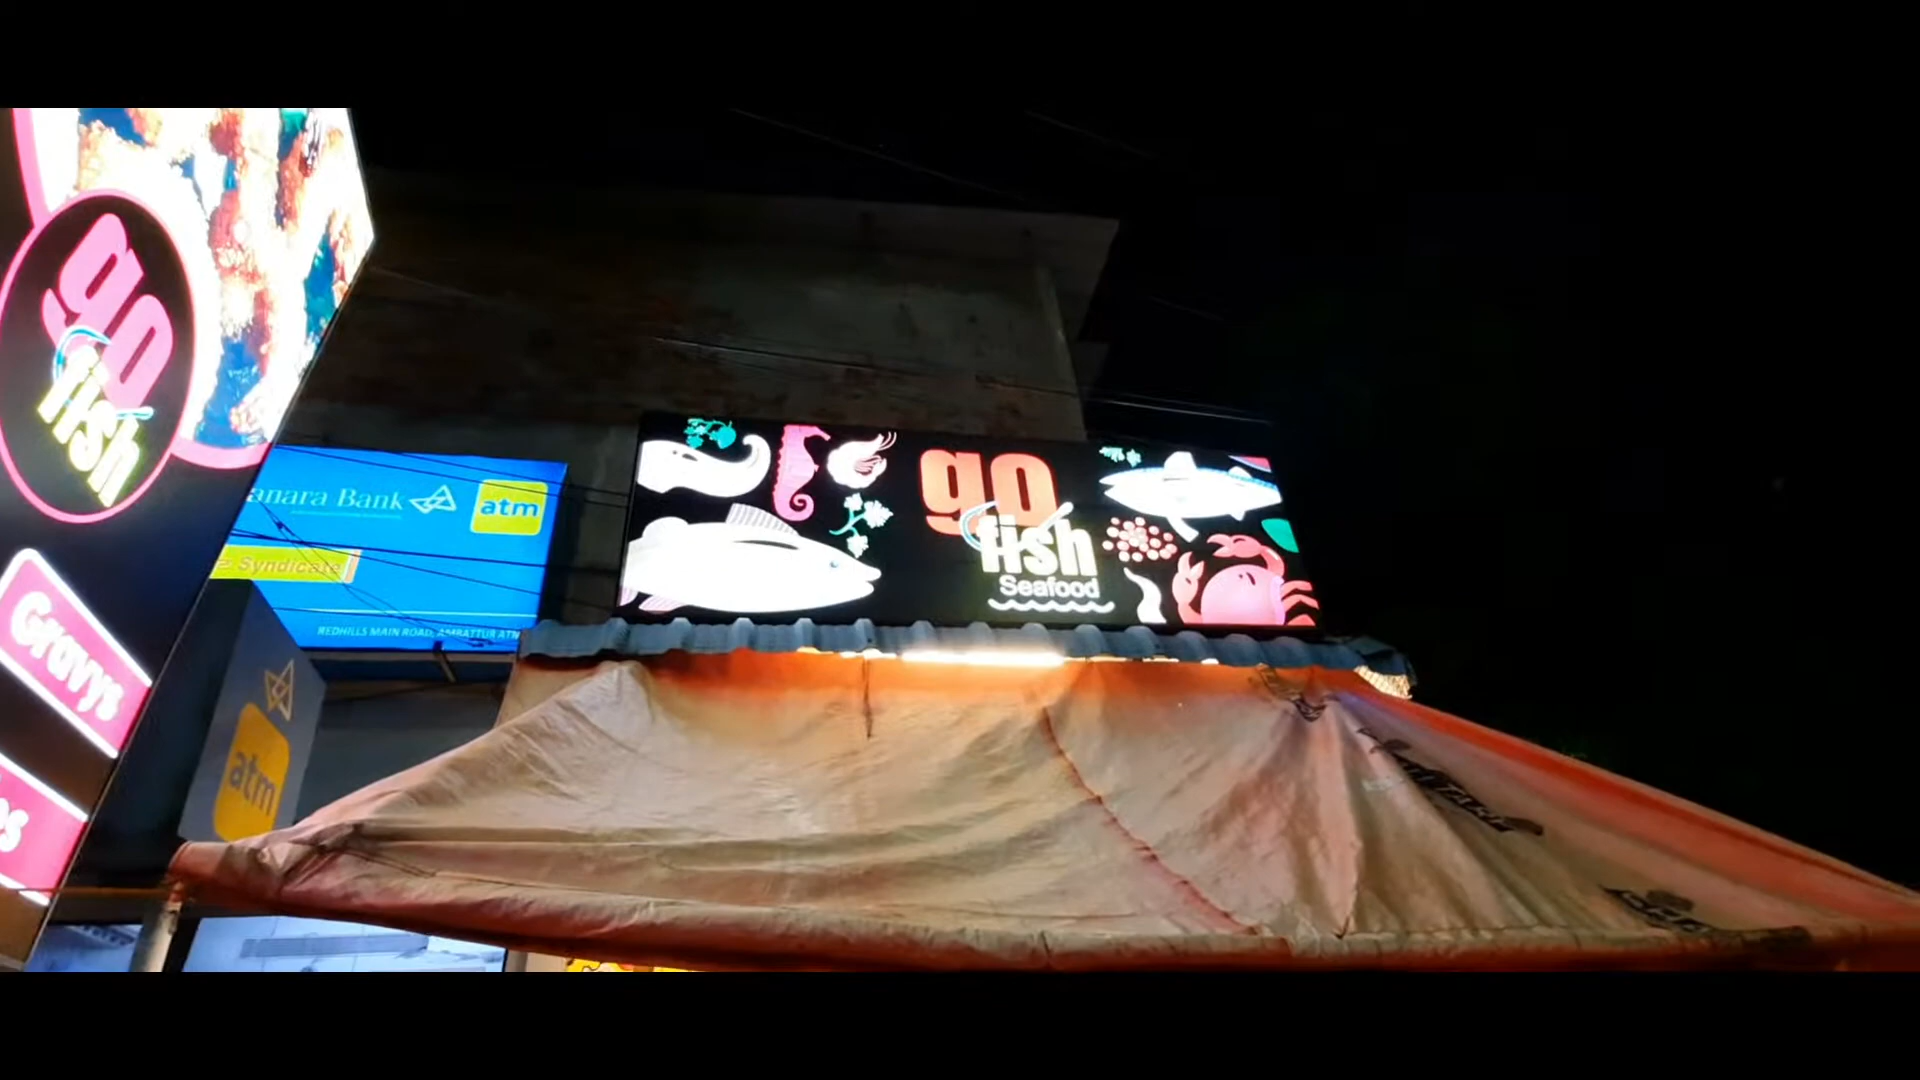 go
fish
Gravys
anara Bank
atm
Syndicate
REDHILLS MAIN ROAD, AMBATTUR ATM
atm
go
fish
Seafood